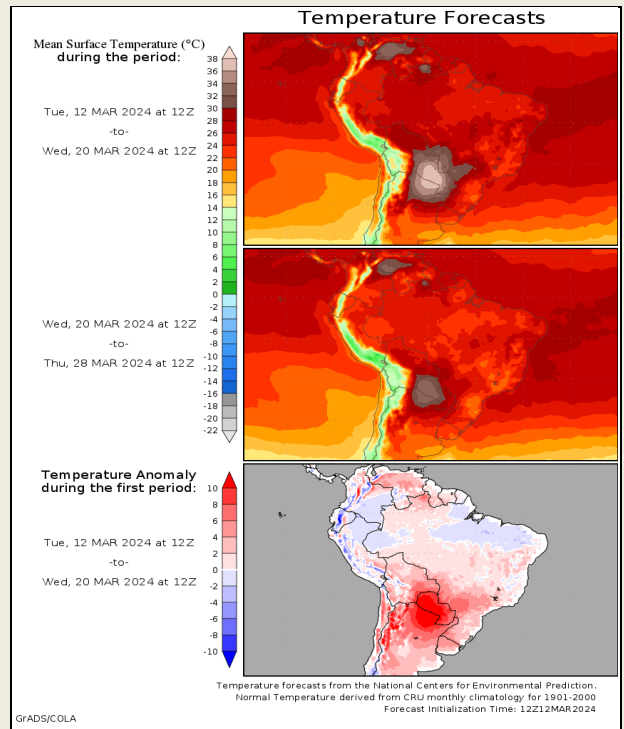 Temperature Forecasts
Mean Surface Temperature (°C)
during the period:
38
36
34
32
30
28
26
24
22
20
18
16
14
12
10
8
6
4
2
0
-2
-4
-6
-8
-10
-12
-14
-16
-18
-20
-22
Tue, 12 MAR 2024 at 12Z
-to-
Wed, 20 MAR 2024 at 12Z
Wed, 20 MAR 2024 at 12Z
-to-
Thu, 28 MAR 2024 at 12Z
Temperature Anomaly
during the first period:
10
8
6
4
2
0
-2
-4
-6
-8
-10
Tue, 12 MAR 2024 at 12Z
-to-
Wed, 20 MAR 2024 at 12Z
Temperature forecasts from the National Centers for Environmental Prediction.
Normal Temperature derived from CRU monthly climatology for 1901-2000
Forecast Initialization Time: 12Z12MAR2024
GrADS/COLA